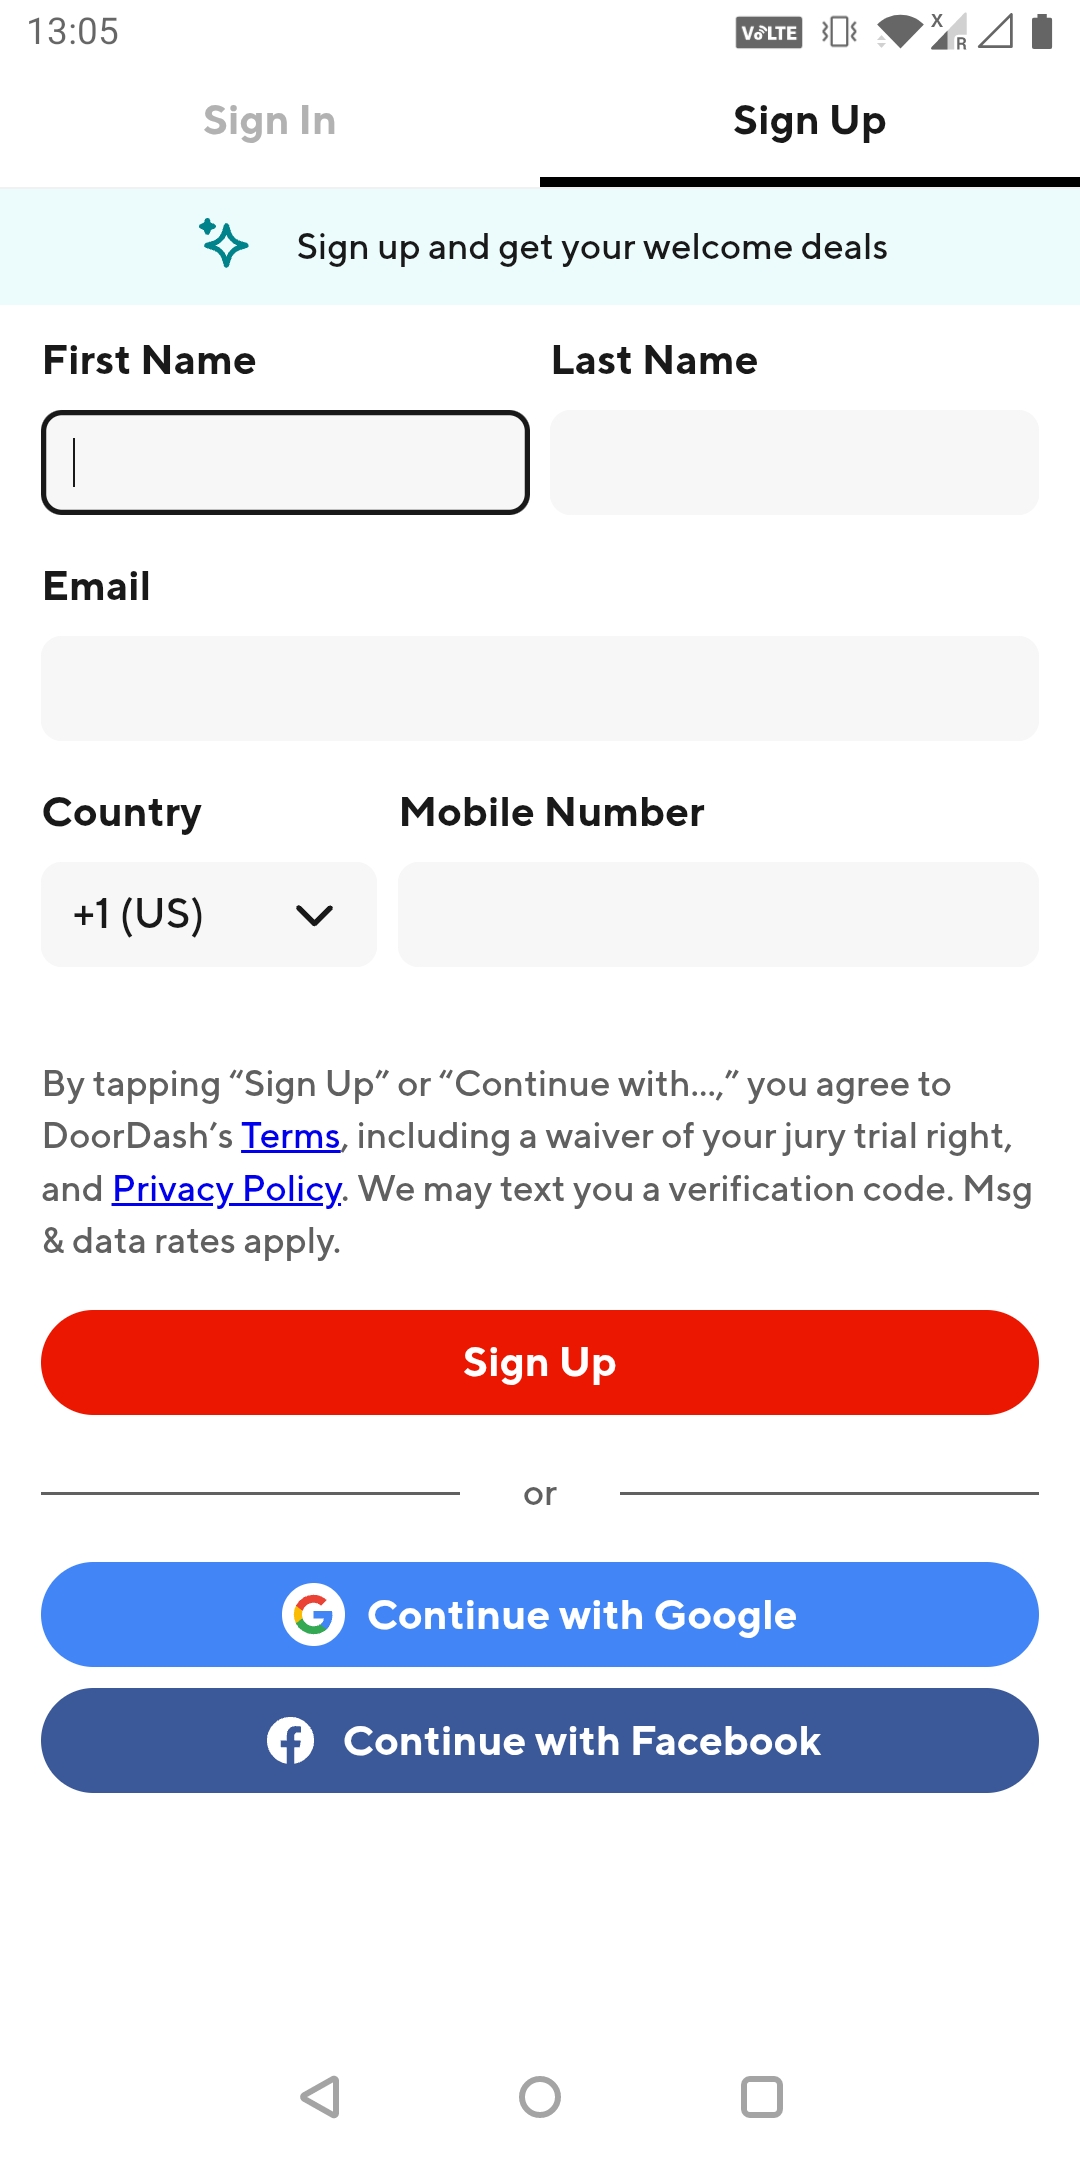 13:05
VoLTE
X
R
Sign In
Sign Up
Sign up and get your welcome deals
First Name
Last Name
Email
Country
Mobile Number
+1 (US)
By tapping “Sign Up” or “Continue with...,” you agree to
DoorDash’s Terms, including a waiver of your jury trial right,
and Privacy Policy. We may text you a verification code. Msg
& data rates apply.
Sign Up
or
Continue with Google
Continue with Facebook